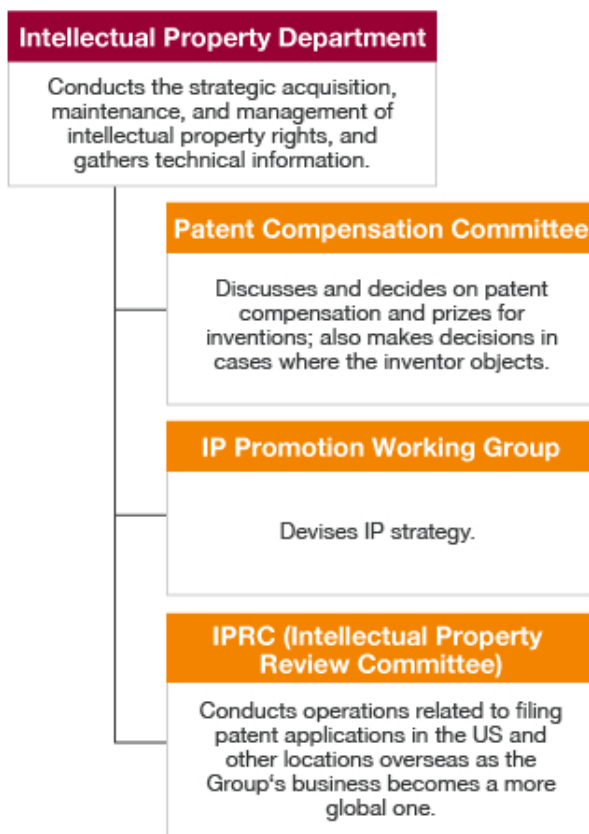 Intellectual Property Department
Conducts the strategic acquisition,
maintenance, and management of
intellectual property rights, and
gathers technical information.
Patent Compensation Committee
Discusses and decides on patent
compensation and prizes for
inventions; also makes decisions in
cases where the inventor objects.
IP Promotion Working Group
Devises IP strategy.
IPRC (Intellectual Property
Review Committee)
Conducts operations related to filing
patent applications in the US and
other locations overseas as the
Group‘s business becomes a more
global one.